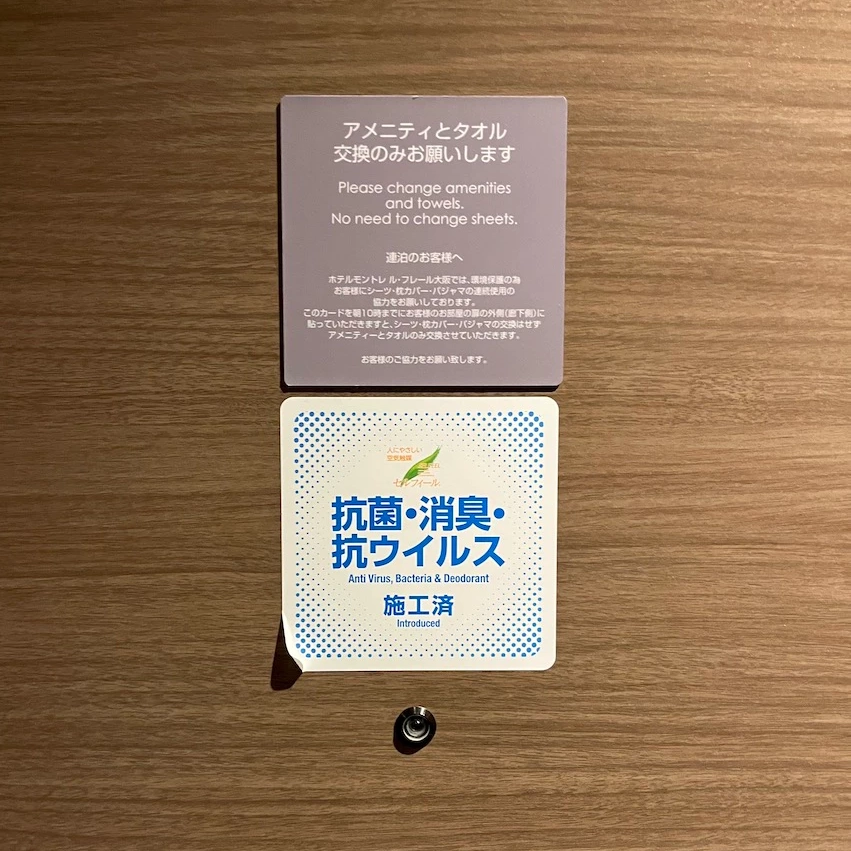 アメニティとタオル
交換のみお願いします
Please change amenities
and towels.
No need to change sheets.
連泊のお客様へ
ホテルモントレ ル・フレール大阪では、環境保護の為
お客様にシーツ・枕カバー・パジャマの連続使用の
協力をお願いしております。
このカードを朝10時までにお客様のお部屋の扉の外側(廊下側)に
貼っていただきますと、シーツ・枕カバー・パジャマの交換はせず
アメニティーとタオルのみ交換させていただきます。
お客様のご協力をお願い致します。
人にやさしい
空気触媒
セルフィール
抗菌・消臭・
抗ウイルス
Anti Virus, Bacteria & Deodorant
施工済
Introduced